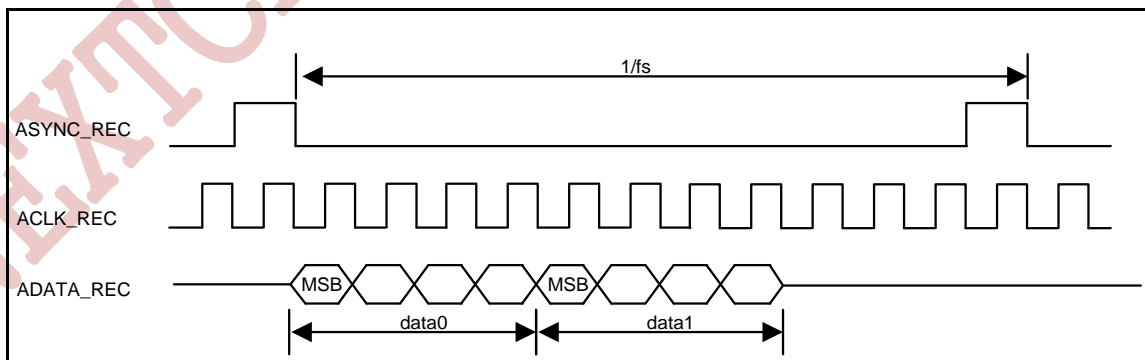 1/fs
ASYNC_REC
ACLK_REC
ADATA_REC
MSB
MSB
data0
data1